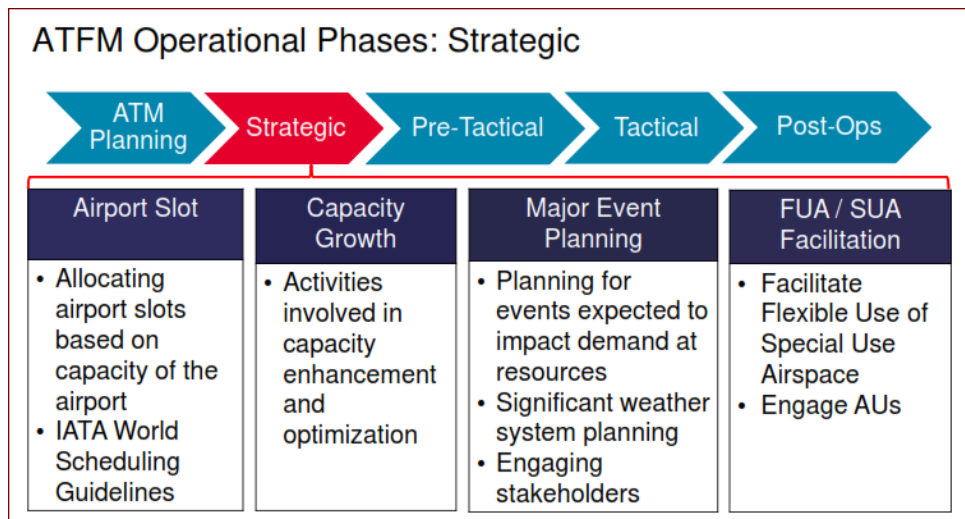 ATFM Operational Phases: Strategic
ATM
Planning
Strategic
Pre-Tactical
Tactical
Post-Ops
Airport Slot
• Allocating
airport slots
based on
capacity of the
airport
• IATA World
Scheduling
Guidelines
Capacity
Growth
• Activities
involved in
capacity
enhancement
and
optimization
Major Event
Planning
• Planning for
events expected to
impact demand at
resources
• Significant weather
system planning
• Engaging
stakeholders
FUA / SUA
Facilitation
• Facilitate
Flexible Use of
Special Use
Airspace
• Engage AUs